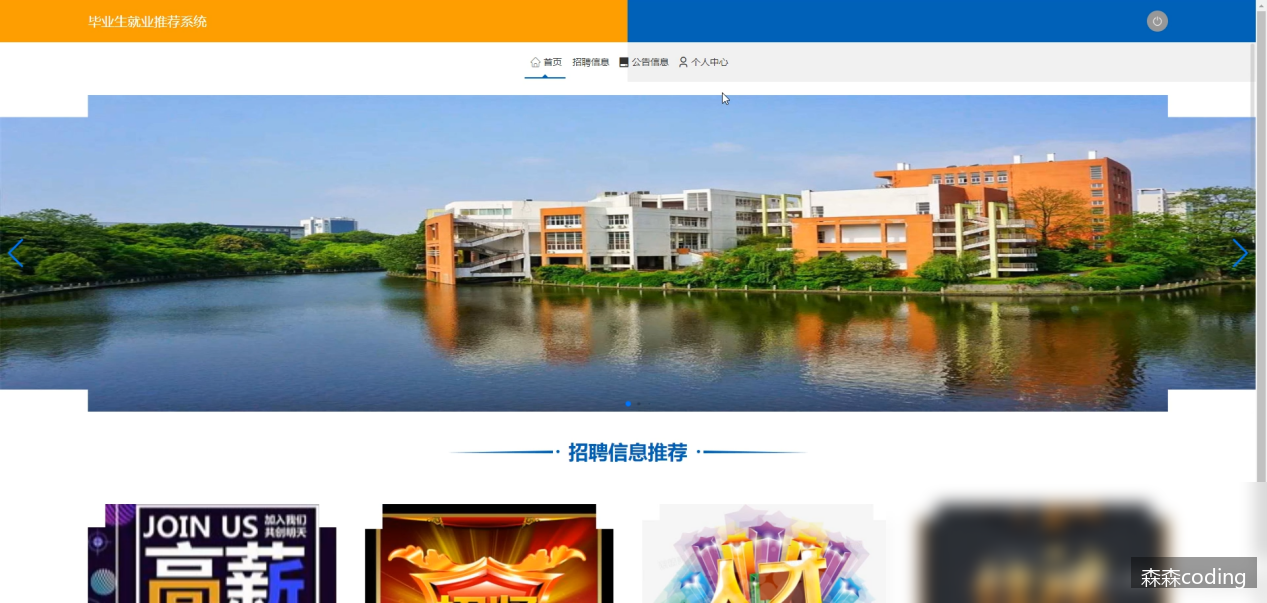 毕业生就业推荐系统
首页 招聘信息 公告信息 个人中心
招聘信息推荐
JOIN US 加入我们
共创明天
高薪
人才
森森coding